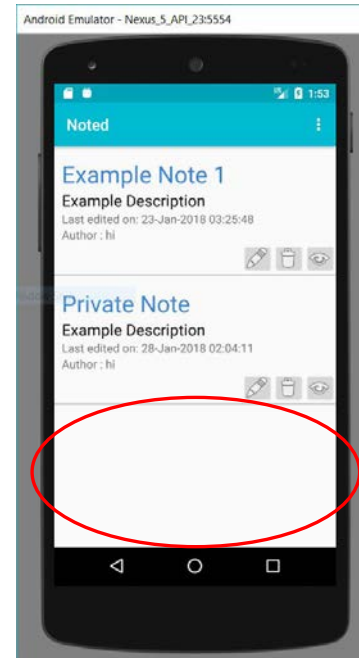 Android Emulator - Nexus_5_API_23:5554
1:53
Noted
Example Note 1
Example Description
Last edited on: 23-Jan-2018 03:25:48
Author : hi
Private Note
Example Description
Last edited on: 28-Jan-2018 02:04:11
Author : hi